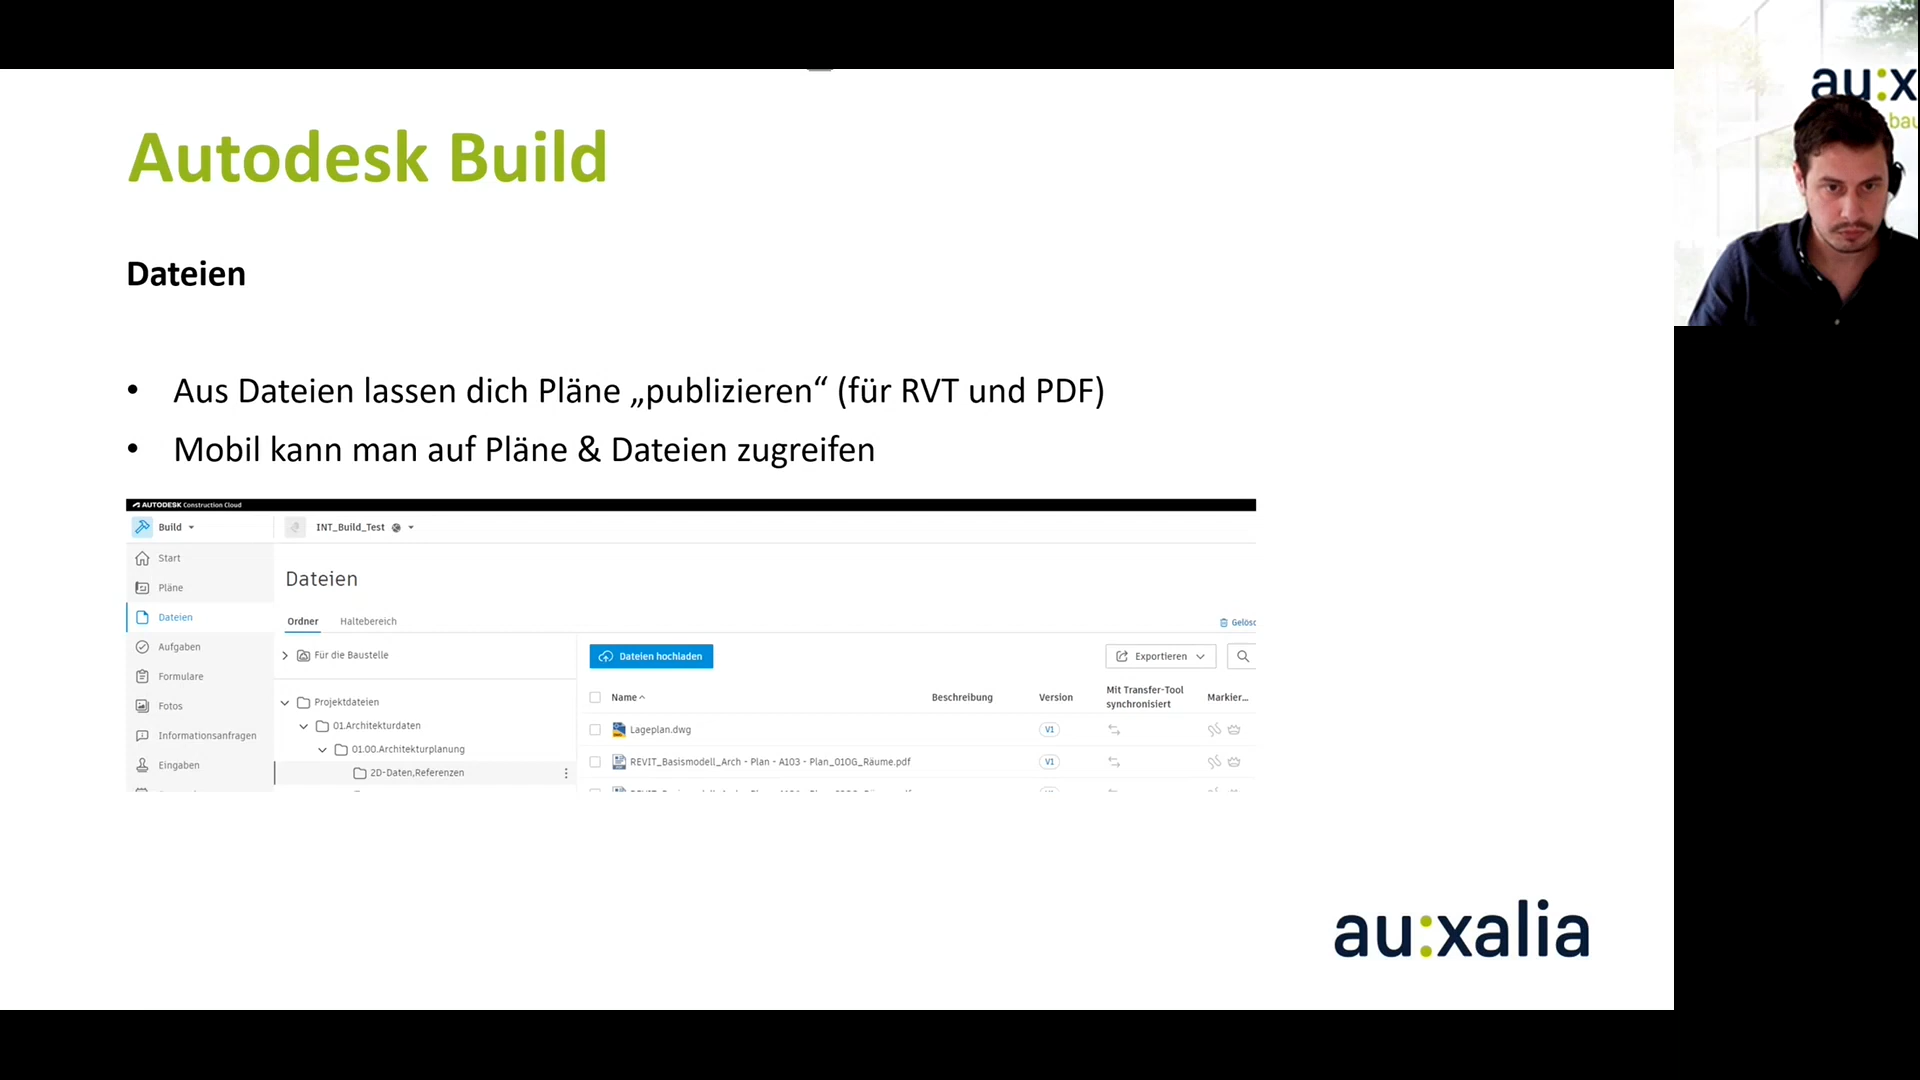 au:x
bau
Autodesk Build
Dateien
• Aus Dateien lassen dich Pläne „publizieren“ (für RVT und PDF)
• Mobil kann man auf Pläne & Dateien zugreifen
AUTODESK Construction Cloud
Build
INT_Build_Test
Start
Pläne
Dateien
Aufgaben
Formulare
Fotos
Informationsanfragen
Eingaben
Dateien
Ordner Haltebereich
Gelösc
Für die Baustelle
Projektdateien
01.Architekturdaten
01.00.Architekturplanung
2D-Daten,Referenzen
Dateien hochladen
Exportieren
Name Beschreibung Version Mit Transfer-Tool synchronisiert Markier...
Lageplan.dwg V1
REVIT_Basismodell_Arch - Plan - A103 - Plan_01OG_Räume.pdf V1
au:xalia